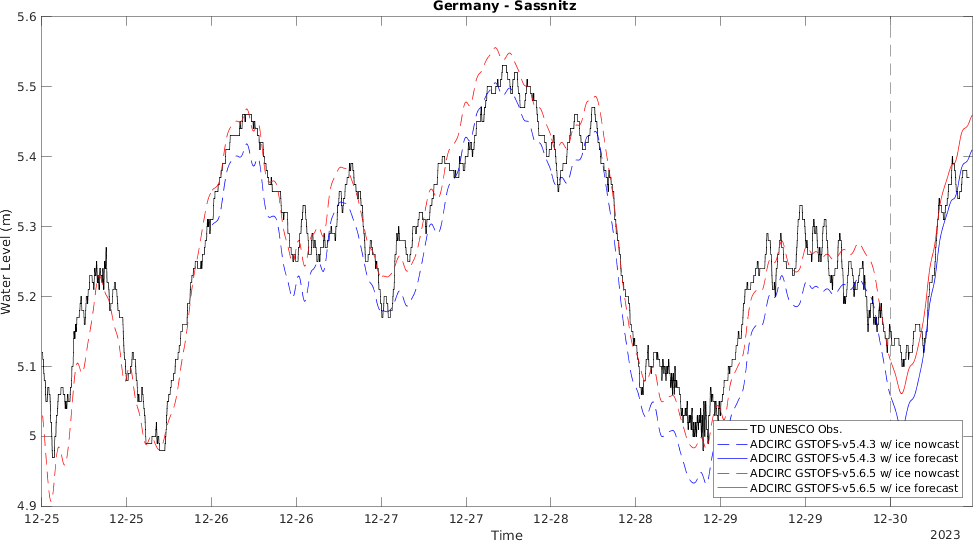 Germany - Sassnitz
5.6
5.5
5.4
5.3
5.2
5.1
5
4.9
Water Level (m)
12-25
12-25
12-26
12-26
12-27
12-27
12-28
12-28
12-29
12-29
12-30
Time
2023
TD UNESCO Obs.
ADCIRC GSTOFS-v5.4.3 w/ ice nowcast
ADCIRC GSTOFS-v5.4.3 w/ ice forecast
ADCIRC GSTOFS-v5.6.5 w/ ice nowcast
ADCIRC GSTOFS-v5.6.5 w/ ice forecast